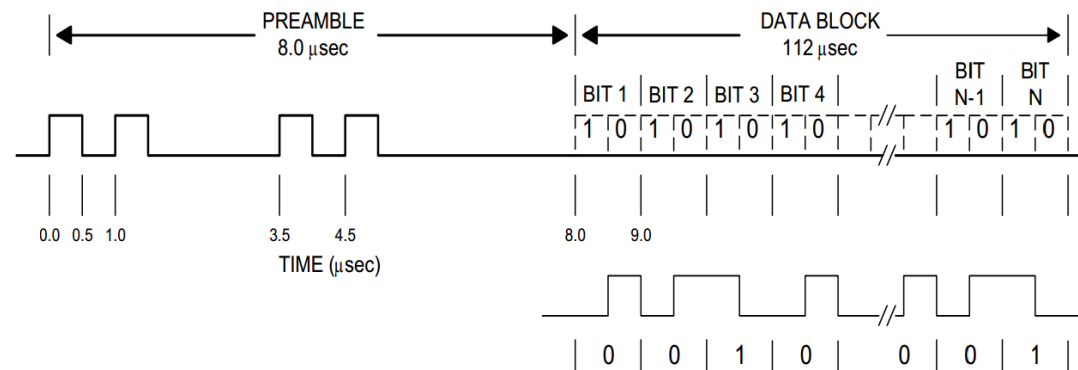 PREAMBLE
8.0 μsec
DATA BLOCK
112 μsec
BIT 1 BIT 2 BIT 3 BIT 4 BIT N-1 BIT N
1 0 1 0 1 0 1 0 1 0 1 0
0.0 0.5 1.0 3.5 4.5 8.0 9.0
TIME (μsec)
0 0 1 0 0 0 1